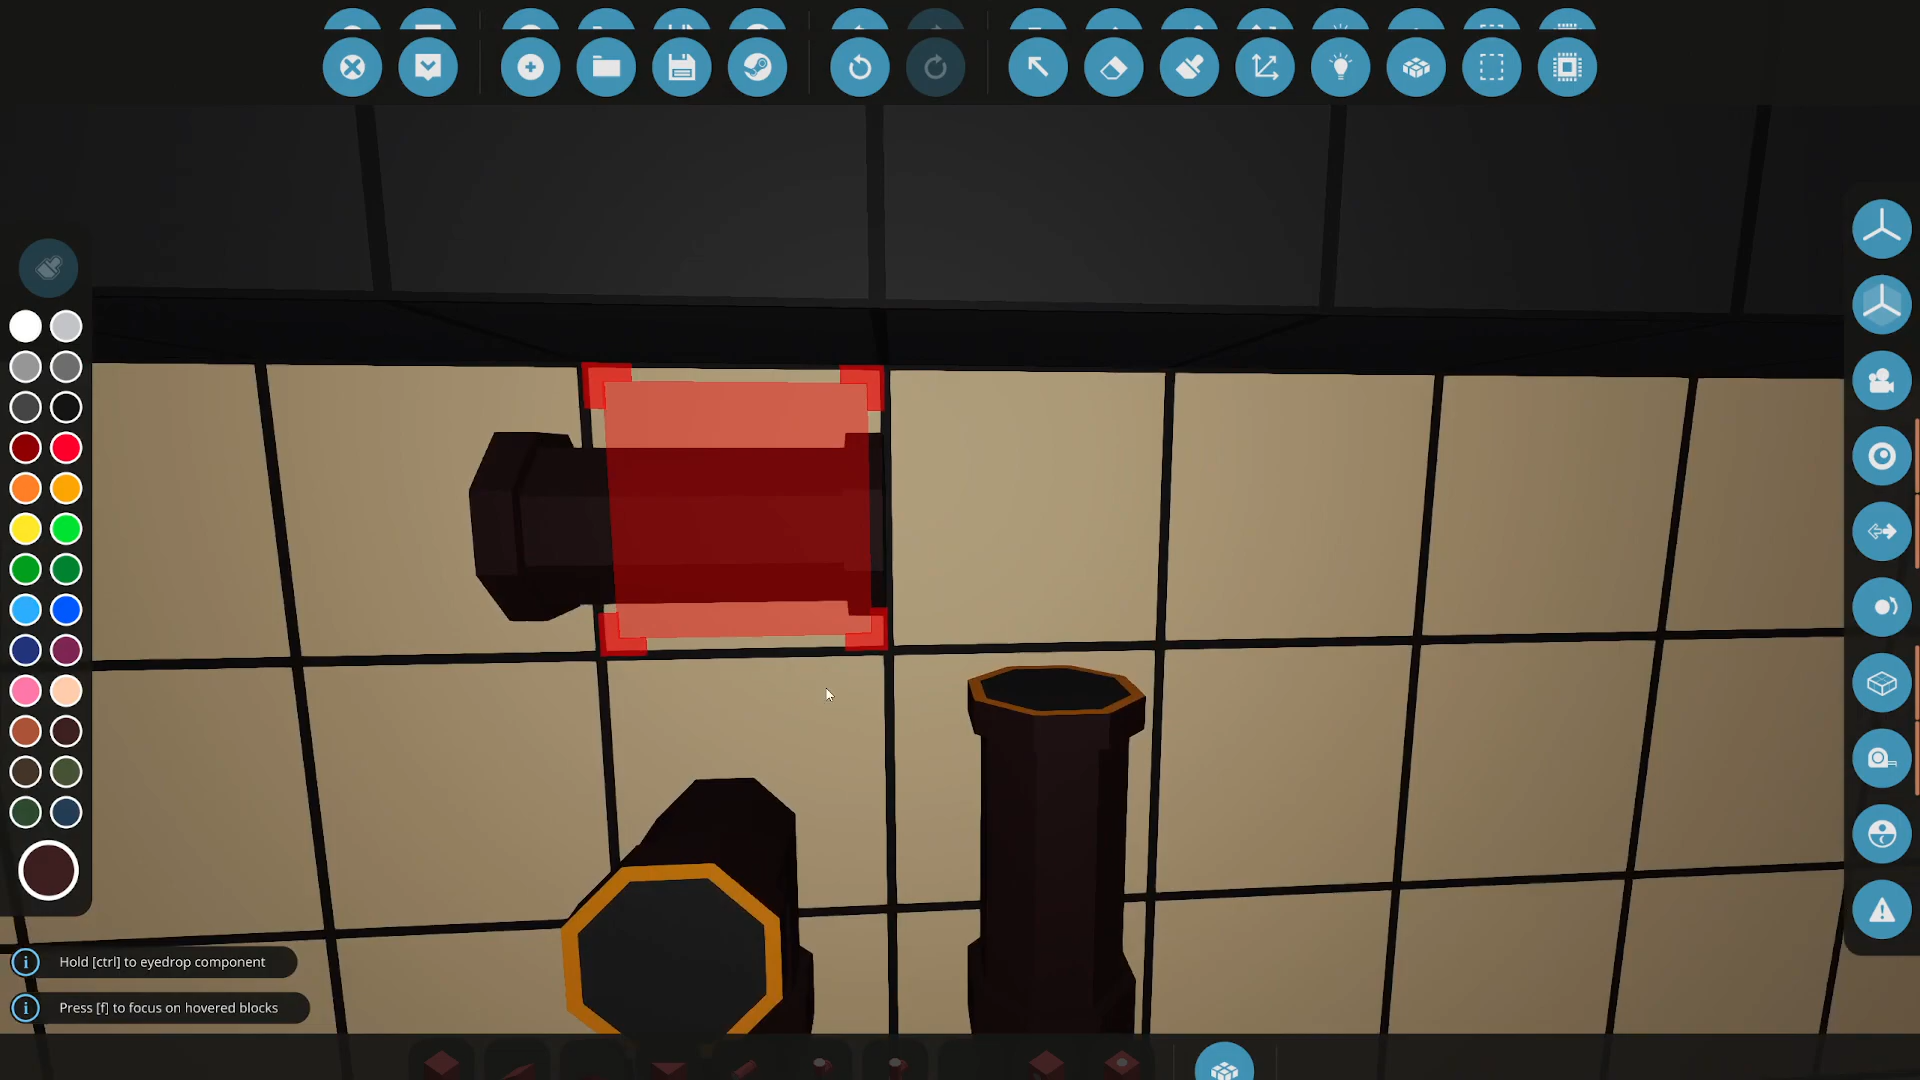 Hold [ctrl] to eyedrop component
Press [f] to focus on hovered blocks